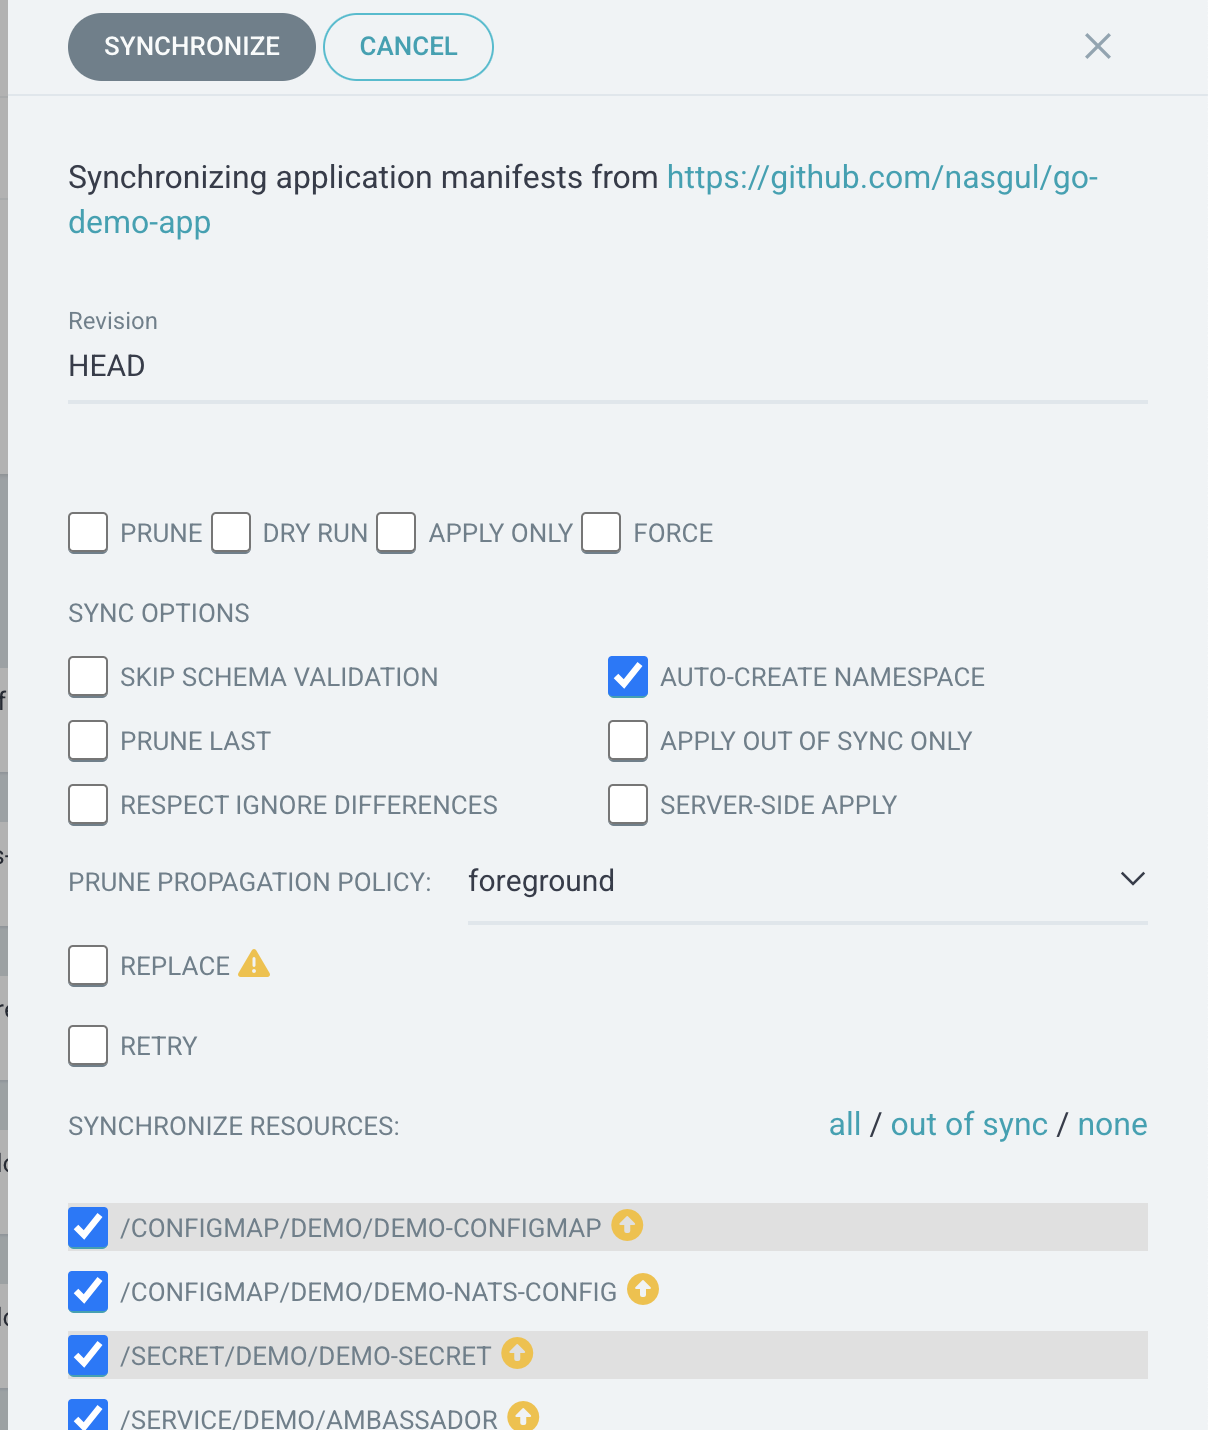 SYNCHRONIZE CANCEL
Synchronizing application manifests from https://github.com/nasgul/go-
demo-app
Revision
HEAD
PRUNE DRY RUN APPLY ONLY FORCE
SYNC OPTIONS
SKIP SCHEMA VALIDATION AUTO-CREATE NAMESPACE
PRUNE LAST APPLY OUT OF SYNC ONLY
RESPECT IGNORE DIFFERENCES SERVER-SIDE APPLY
PRUNE PROPAGATION POLICY: foreground
REPLACE
RETRY
SYNCHRONIZE RESOURCES: all / out of sync / none
/CONFIGMAP/DEMO/DEMO-CONFIGMAP
/CONFIGMAP/DEMO/DEMO-NATS-CONFIG
/SECRET/DEMO/DEMO-SECRET
/SERVICE/DEMO/AMBASSADOR